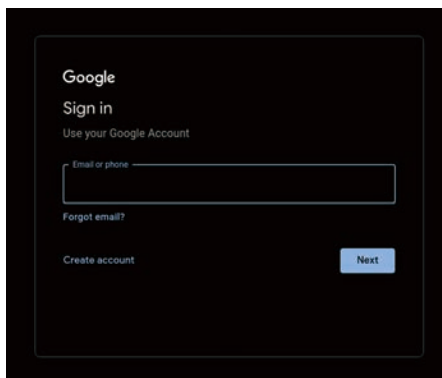 Google
Sign in
Use your Google Account
Email or phone
Forgot email?
Create account
Next